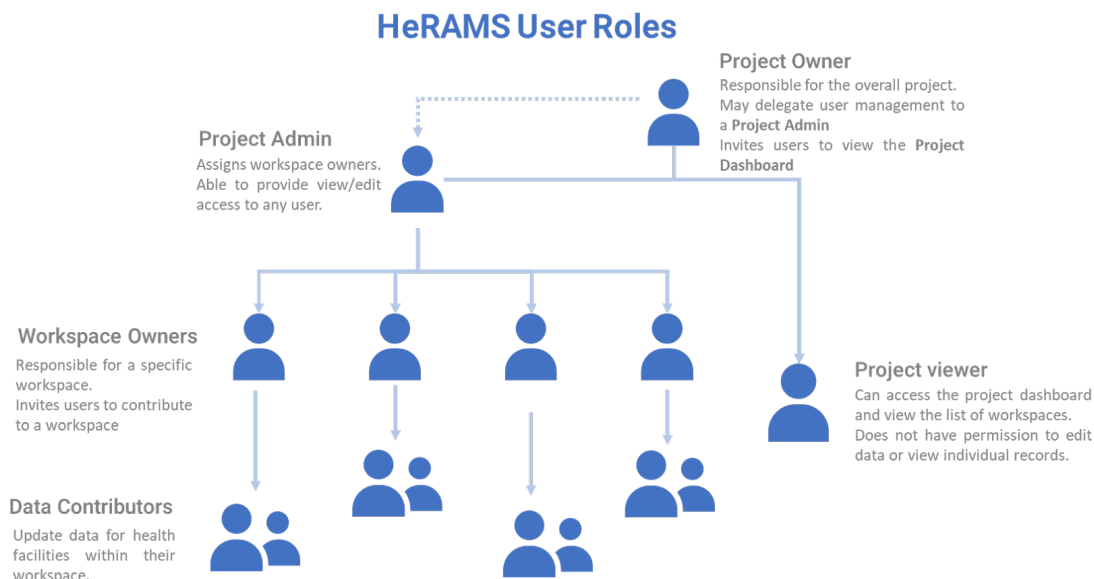 HeRAMS User Roles
Project Owner
Responsible for the overall project.
May delegate user management to
a Project Admin
Invites users to view the Project
Dashboard
Project Admin
Assigns workspace owners.
Able to provide view/edit
access to any user.
Workspace Owners
Responsible for a specific
workspace.
Invites users to contribute
to a workspace
Project viewer
Can access the project dashboard
and view the list of workspaces.
Does not have permission to edit
data or view individual records.
Data Contributors
Update data for health
facilities within their
workspace.